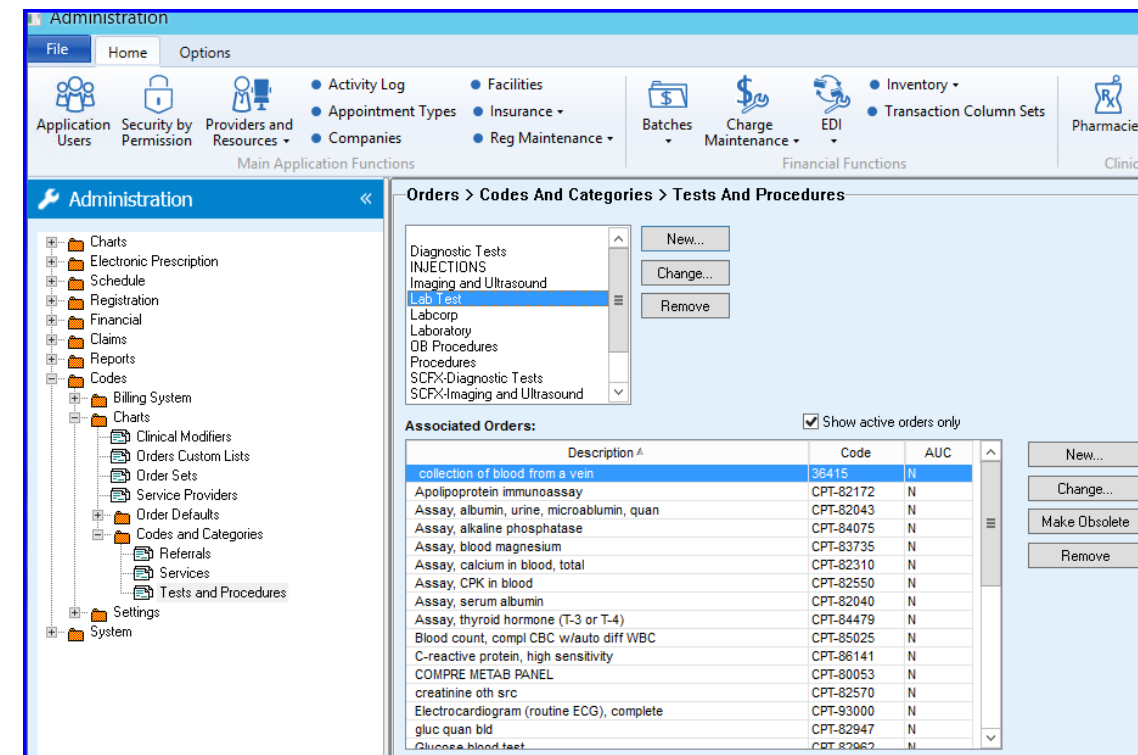 Administration
File Home Options
Application Users
Security by Permission
Providers and Resources
Activity Log
Appointment Types
Companies
Facilities
Insurance
Reg Maintenance
Main Application Functions
Batches
Charge Maintenance
EDI
Inventory
Transaction Column Sets
Financial Functions
Pharmacie
Clinic
Administration «
Charts
Electronic Prescription
Schedule
Registration
Financial
Claims
Reports
Codes
Billing System
Charts
Clinical Modifiers
Orders Custom Lists
Order Sets
Service Providers
Order Defaults
Codes and Categories
Referrals
Services
Tests and Procedures
Settings
System
Orders > Codes And Categories > Tests And Procedures
Diagnostic Tests
INJECTIONS
Imaging and Ultrasound
Lab Test
Labcorp
Laboratory
OB Procedures
Procedures
SCFX-Diagnostic Tests
SCFX-Imaging and Ultrasound
New...
Change...
Remove
Associated Orders:
Show active orders only
Description Code AUC
collection of blood from a vein 36415 N
Apolipoprotein immunoassay CPT-82172 N
Assay, albumin, urine, microablumin, quan CPT-82043 N
Assay, alkaline phosphatase CPT-84075 N
Assay, blood magnesium CPT-83735 N
Assay, calcium in blood, total CPT-82310 N
Assay, CPK in blood CPT-82550 N
Assay, serum albumin CPT-82040 N
Assay, thyroid hormone (T-3 or T-4) CPT-84479 N
Blood count, compl CBC w/auto diff WBC CPT-85025 N
C-reactive protein, high sensitivity CPT-86141 N
COMPRE METAB PANEL CPT-80053 N
creatinine oth src CPT-82570 N
Electrocardiogram (routine ECG), complete CPT-93000 N
gluc quan bld CPT-82947 N
Glucose blood test CPT-82962 N
New...
Change...
Make Obsolete
Remove